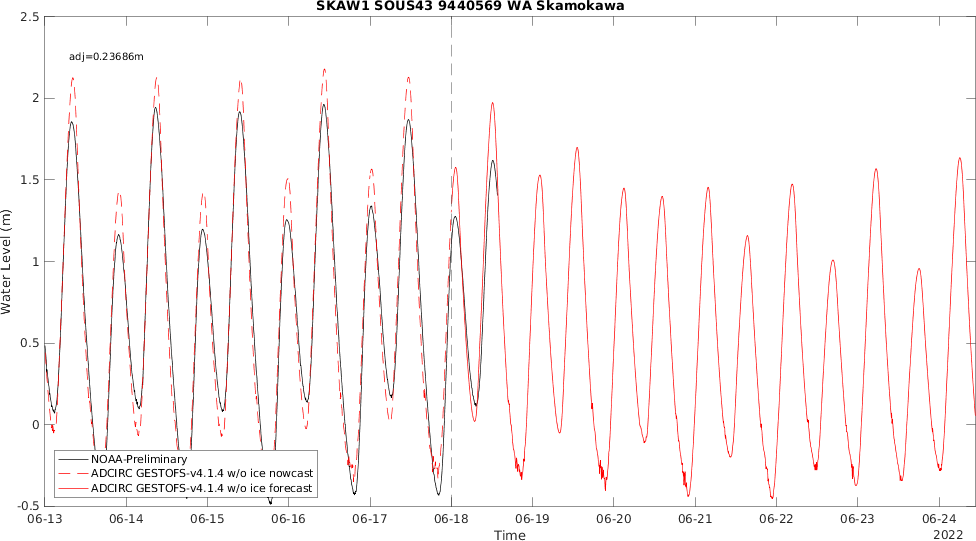 SKAW1 SOUS43 9440569 WA Skamokawa
adj=0.23686m
2.5
2
1.5
1
0.5
0
-0.5
Water Level (m)
NOAA-Preliminary
ADCIRC GESTOFS-v4.1.4 w/o ice nowcast
ADCIRC GESTOFS-v4.1.4 w/o ice forecast
06-13 06-14 06-15 06-16 06-17 06-18 06-19 06-20 06-21 06-22 06-23 06-24
Time 2022